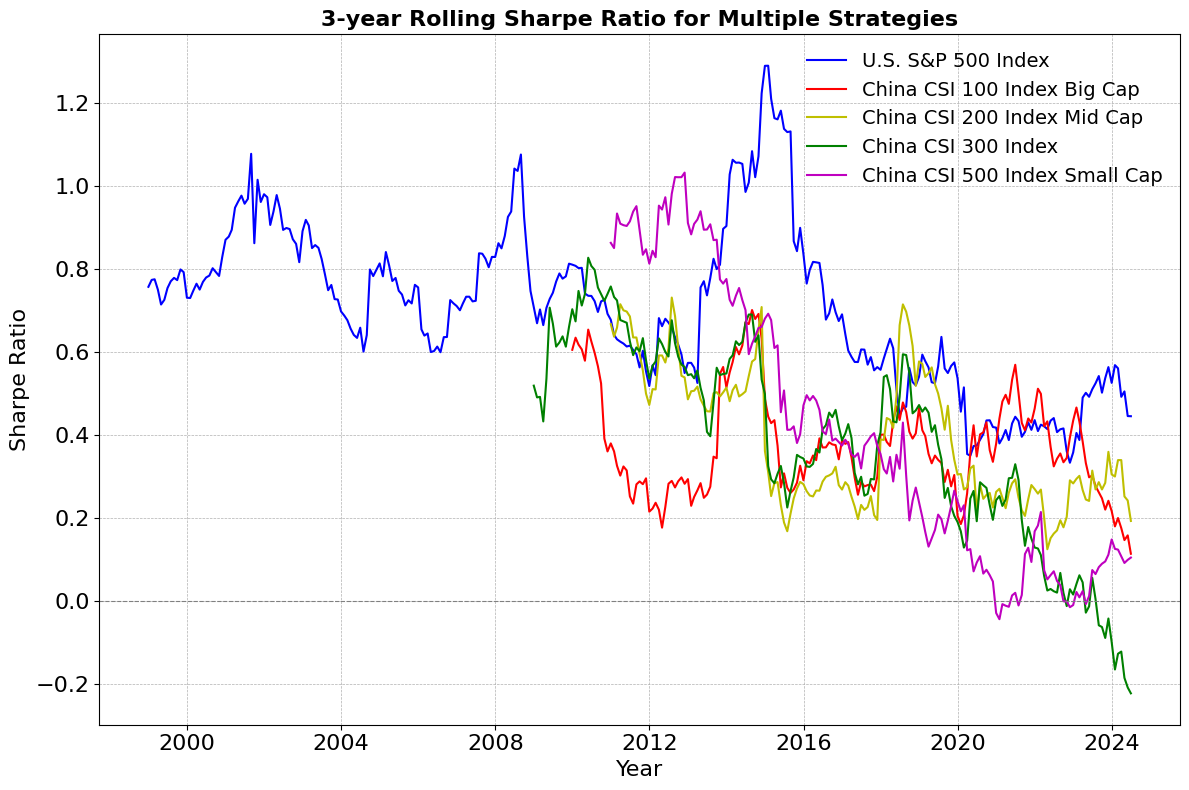 3-year Rolling Sharpe Ratio for Multiple Strategies
U.S. S&P 500 Index
China CSI 100 Index Big Cap
China CSI 200 Index Mid Cap
China CSI 300 Index
China CSI 500 Index Small Cap
Sharpe Ratio
1.2
1.0
0.8
0.6
0.4
0.2
0.0
−0.2
2000 2004 2008 2012 2016 2020 2024
Year